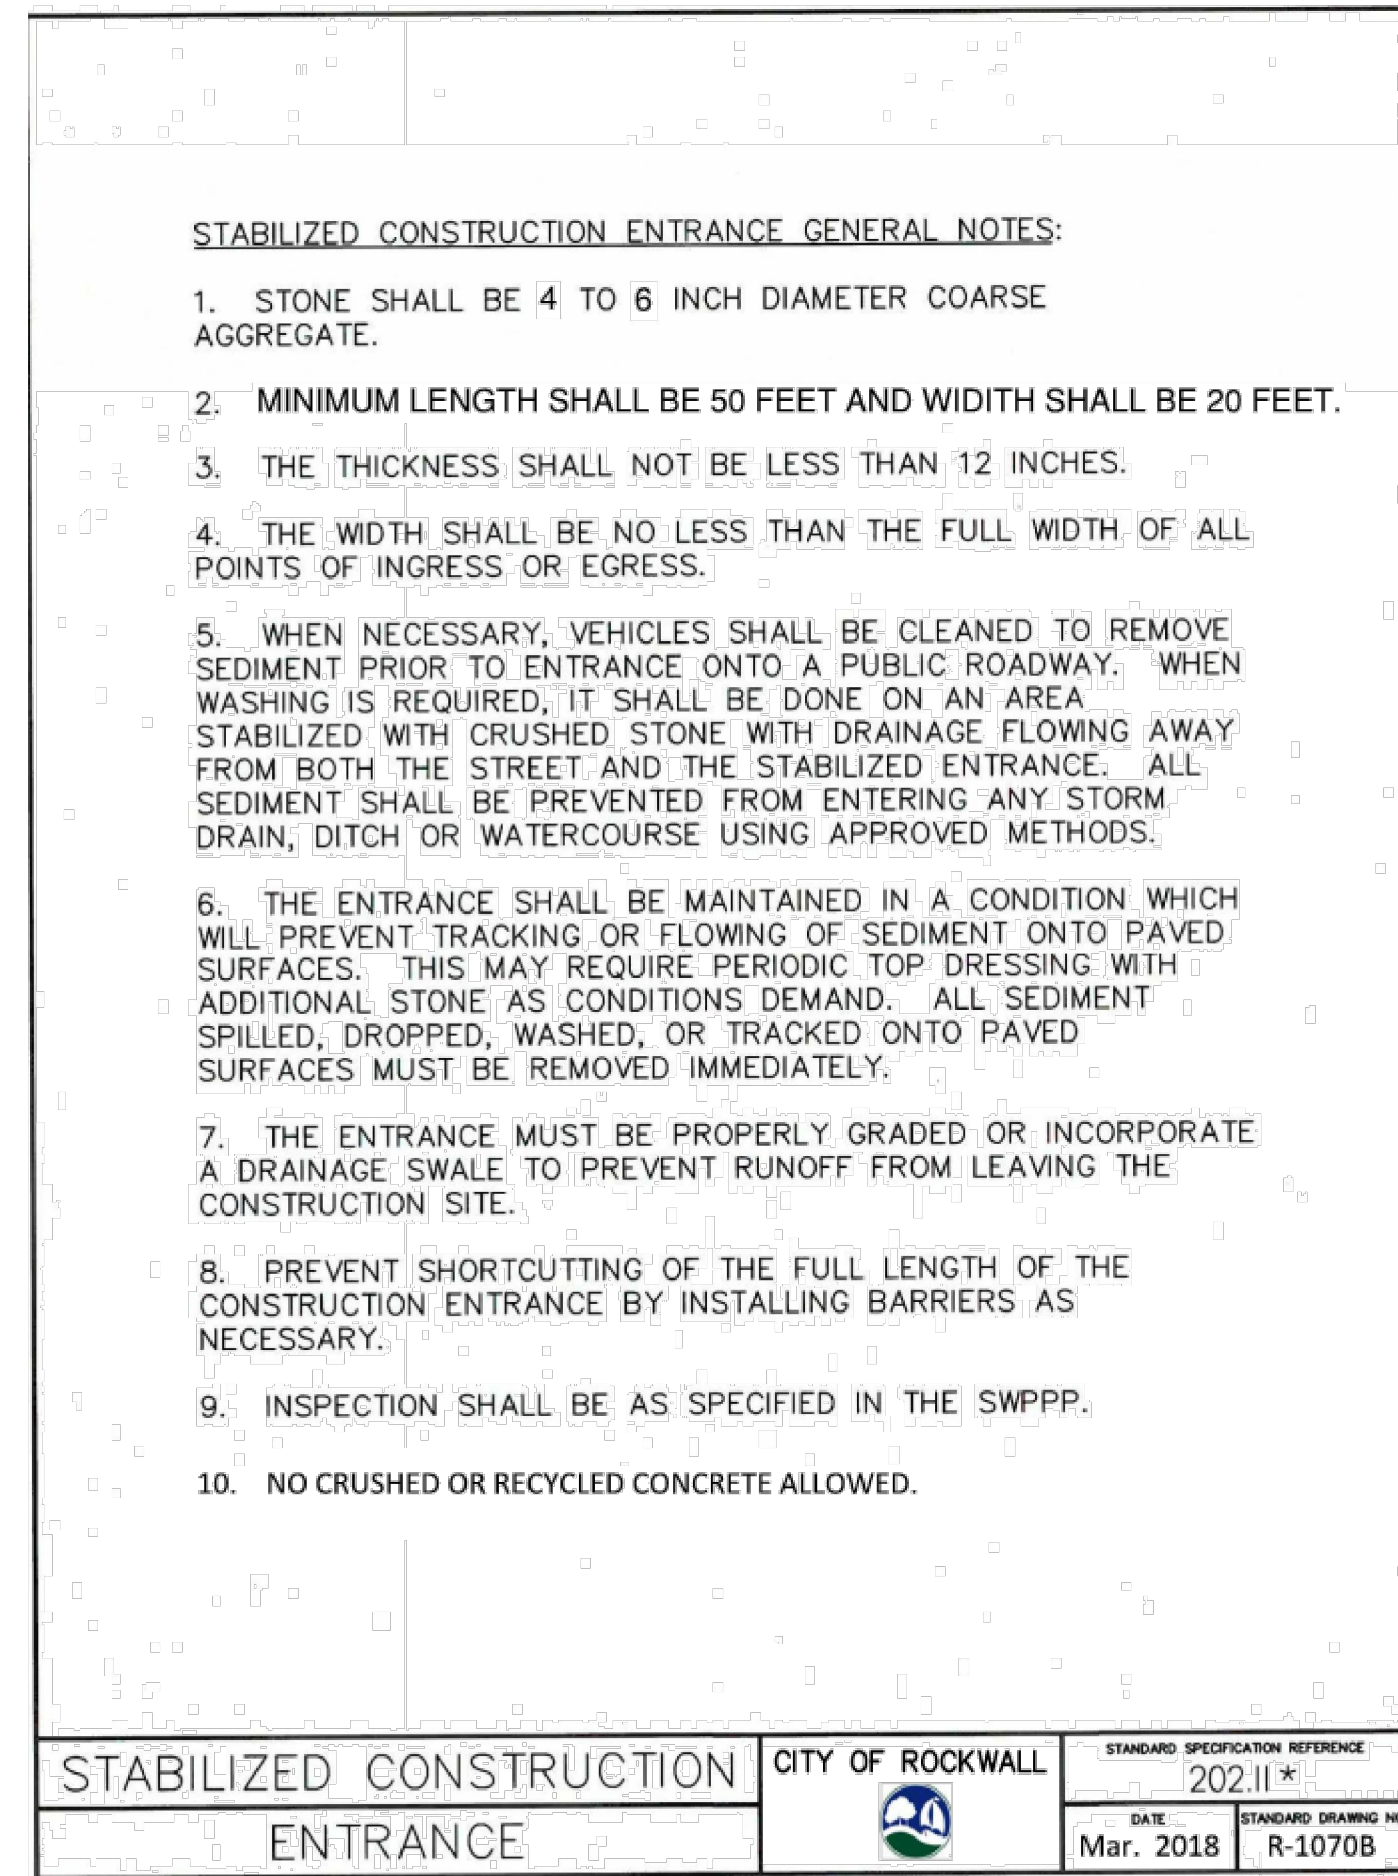 STABILIZED CONSTRUCTION ENTRANCE GENERAL NOTES:
1. STONE SHALL BE 4 TO 6 INCH DIAMETER COARSE
AGGREGATE.
2. MINIMUM LENGTH SHALL BE 50 FEET AND WIDITH SHALL BE 20 FEET.
3. THE THICKNESS SHALL NOT BE LESS THAN 12 INCHES.
4. THE WIDTH SHALL BE NO LESS THAN THE FULL WIDTH OF ALL
POINTS OF INGRESS OR EGRESS.
5. WHEN NECESSARY, VEHICLES SHALL BE CLEANED TO REMOVE
SEDIMENT PRIOR TO ENTRANCE ONTO A PUBLIC ROADWAY. WHEN
WASHING IS REQUIRED, IT SHALL BE DONE ON AN AREA
STABILIZED WITH CRUSHED STONE WITH DRAINAGE FLOWING AWAY
FROM BOTH THE STREET AND THE STABILIZED ENTRANCE. ALL
SEDIMENT SHALL BE PREVENTED FROM ENTERING ANY STORM
DRAIN, DITCH OR WATERCOURSE USING APPROVED METHODS.
6. THE ENTRANCE SHALL BE MAINTAINED IN A CONDITION WHICH
WILL PREVENT TRACKING OR FLOWING OF SEDIMENT ONTO PAVED
SURFACES. THIS MAY REQUIRE PERIODIC TOP DRESSING WITH
ADDITIONAL STONE AS CONDITIONS DEMAND. ALL SEDIMENT
SPILLED, DROPPED, WASHED, OR TRACKED ONTO PAVED
SURFACES MUST BE REMOVED IMMEDIATELY.
7. THE ENTRANCE MUST BE PROPERLY GRADED OR INCORPORATE
A DRAINAGE SWALE TO PREVENT RUNOFF FROM LEAVING THE
CONSTRUCTION SITE.
8. PREVENT SHORTCUTTING OF THE FULL LENGTH OF THE
CONSTRUCTION ENTRANCE BY INSTALLING BARRIERS AS
NECESSARY.
9. INSPECTION SHALL BE AS SPECIFIED IN THE SWPPP.
10. NO CRUSHED OR RECYCLED CONCRETE ALLOWED.
STABILIZED CONSTRUCTION
ENTRANCE
CITY OF ROCKWALL
STANDARD SPECIFICATION REFERENCE
202.II*
DATE
Mar. 2018
STANDARD DRAWING
R-1070B